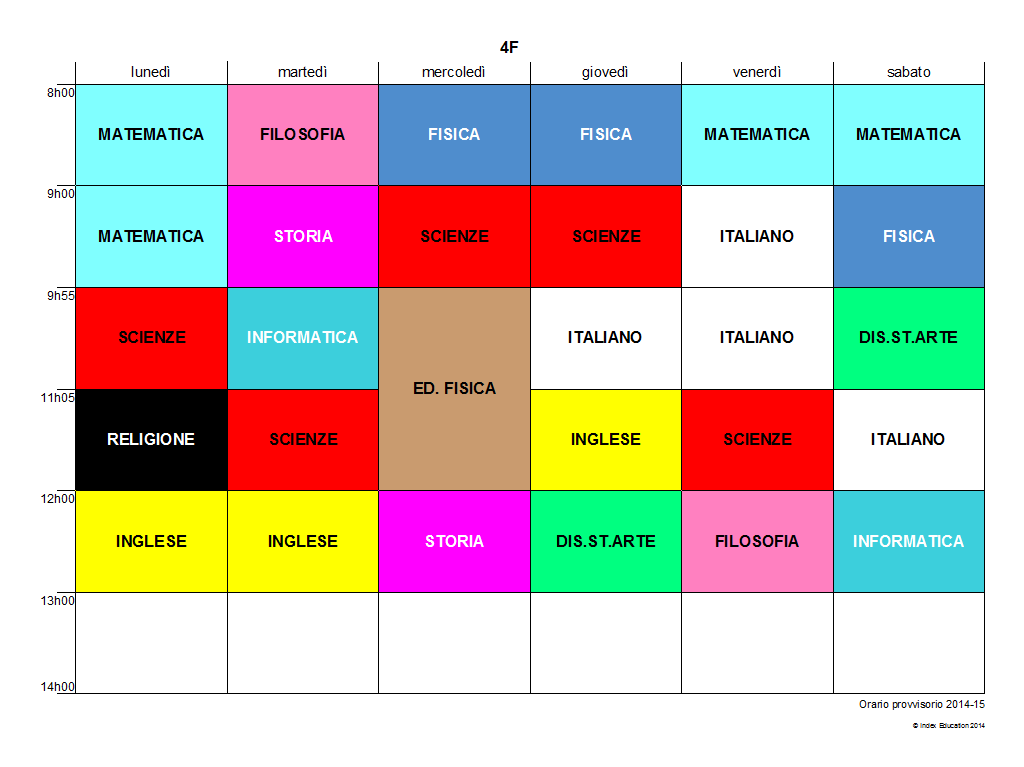 4F
lunedì martedì mercoledì giovedì venerdì sabato
8h00
MATEMATICA FILOSOFIA FISICA FISICA MATEMATICA MATEMATICA
9h00
MATEMATICA STORIA SCIENZE SCIENZE ITALIANO FISICA
9h55
SCIENZE INFORMATICA ITALIANO ITALIANO DIS.ST.ARTE
ED. FISICA
11h05
RELIGIONE SCIENZE INGLESE SCIENZE ITALIANO
12h00
INGLESE INGLESE STORIA DIS.ST.ARTE FILOSOFIA INFORMATICA
13h00
14h00
Orario provvisorio 2014-15
© Index Education 2014